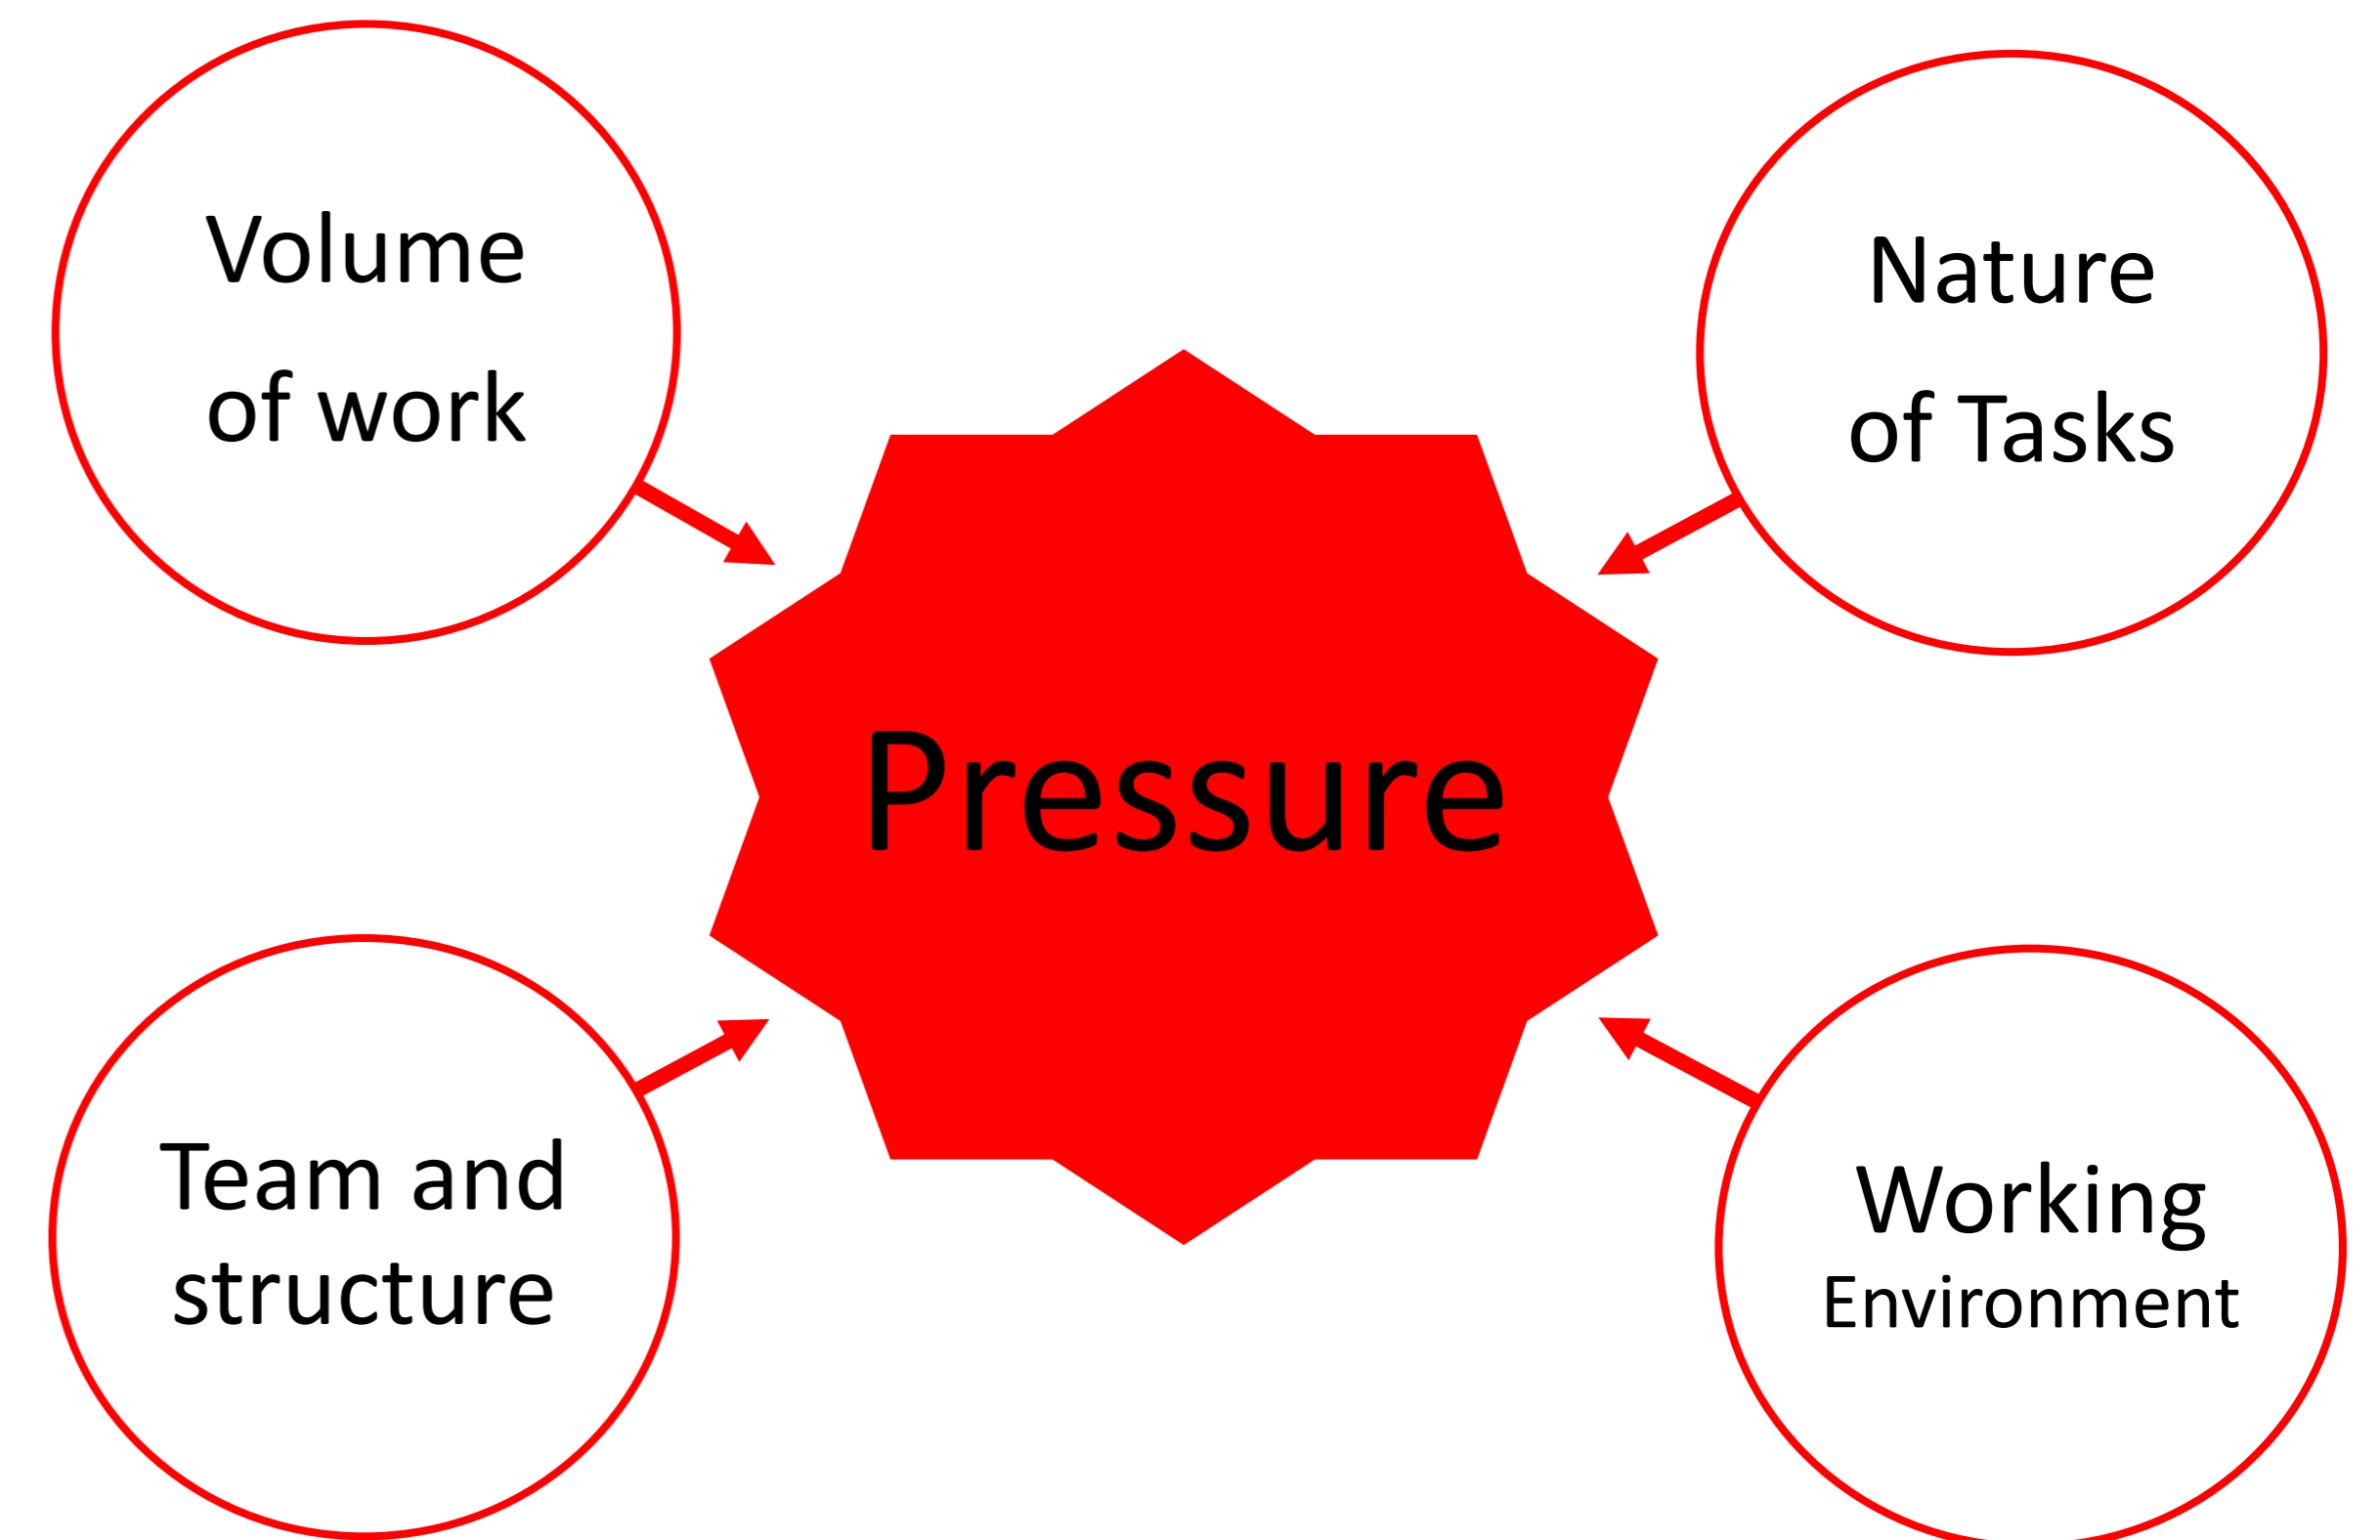 Volume
of work
Nature
of Tasks
Pressure
Team and
structure
Working
Environment